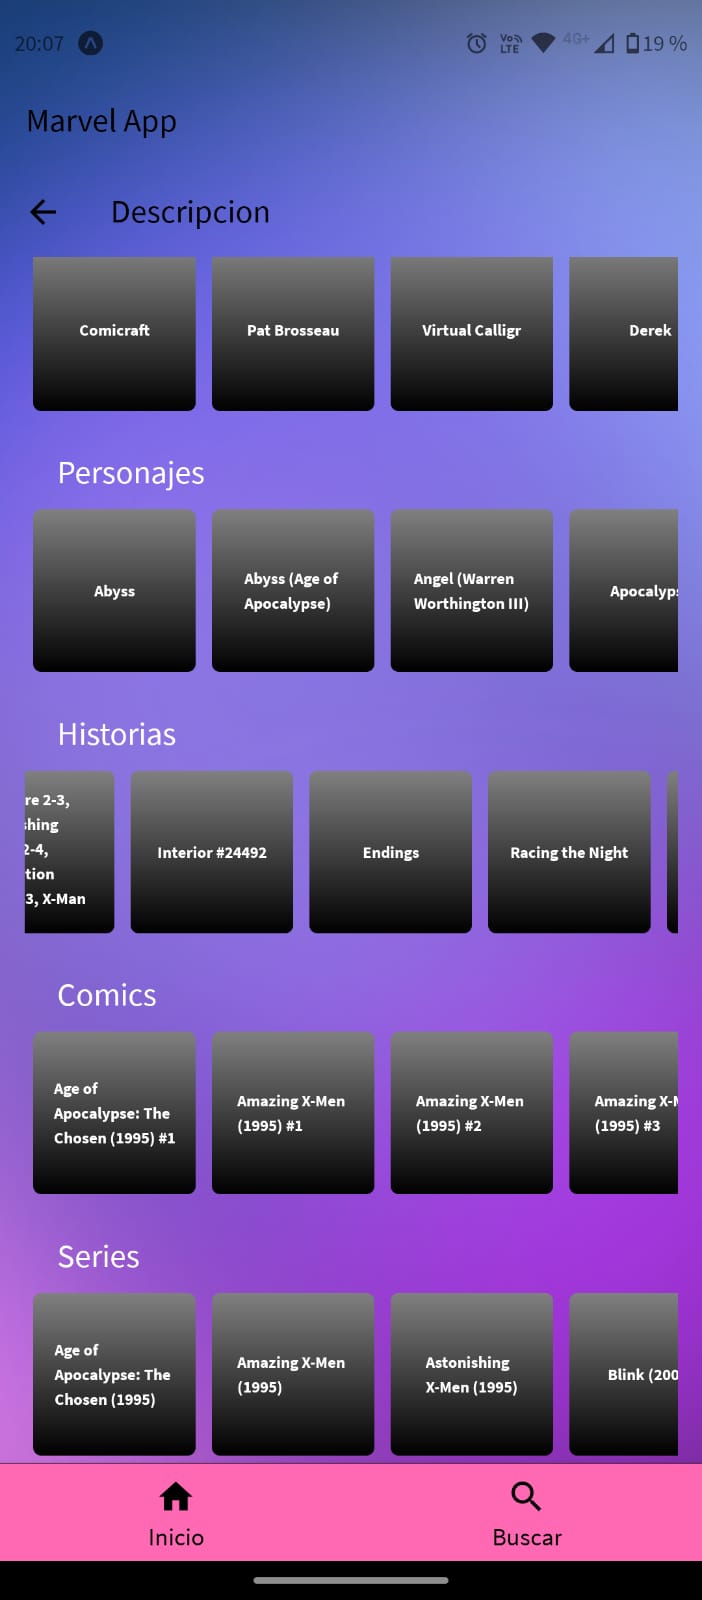 20:07
Vo LTE
4G+
19 %
Marvel App
Descripcion
Comicraft
Pat Brosseau
Virtual Calligr
Derek
Personajes
Abyss
Abyss (Age of
Apocalypse)
Angel (Warren
Worthington III)
Apocalyps
Historias
re 2-3,
hing
2-4,
tion
3, X-Man
Interior #24492
Endings
Racing the Night
Comics
Age of
Apocalypse: The
Chosen (1995) #1
Amazing X-Men
(1995) #1
Amazing X-Men
(1995) #2
Amazing X-M
(1995) #3
Series
Age of
Apocalypse: The
Chosen (1995)
Amazing X-Men
(1995)
Astonishing
X-Men (1995)
Blink (200
Inicio
Buscar